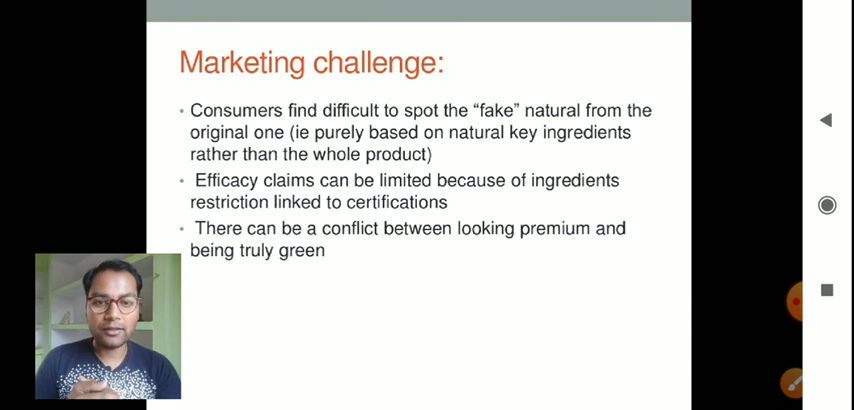 Marketing challenge:
• Consumers find difficult to spot the “fake” natural from the
original one (ie purely based on natural key ingredients
rather than the whole product)
• Efficacy claims can be limited because of ingredients
restriction linked to certifications
• There can be a conflict between looking premium and
being truly green